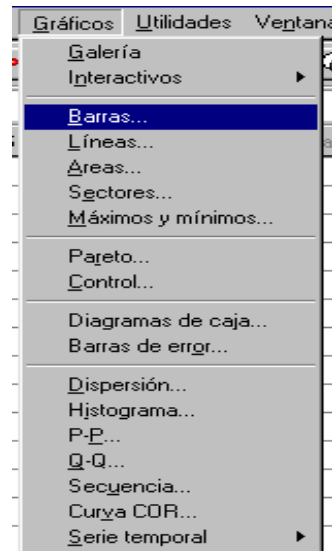 Gráficos Utilidades Ventan
Galería
Interactivos
Barras...
Líneas...
Areas...
Sectores...
Máximos y mínimos...
Pareto...
Control...
Diagramas de caja...
Barras de error...
Dispersión...
Histograma...
P-P...
Q-Q...
Secuencia...
Curva COR...
Serie temporal